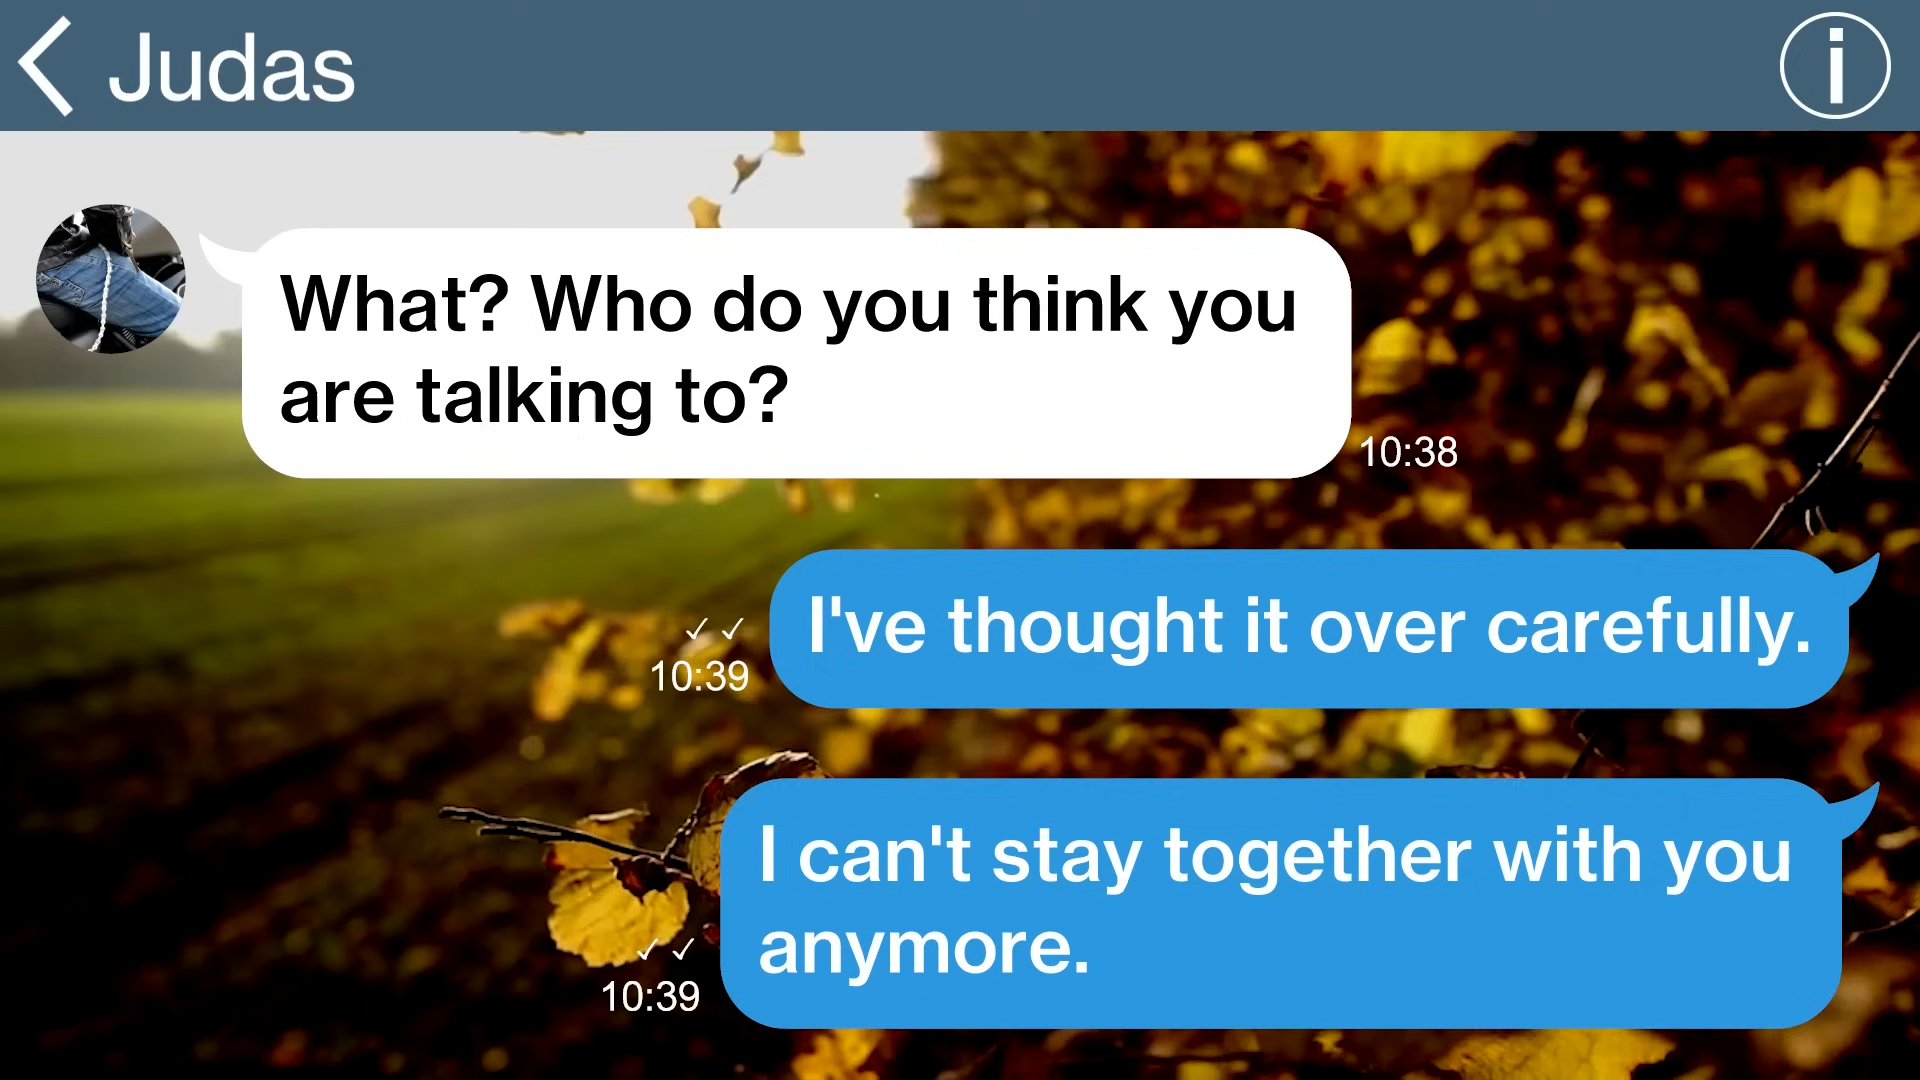 Judas
What? Who do you think you
are talking to?
10:38
I've thought it over carefully.
10:39
I can't stay together with you
anymore.
10:39